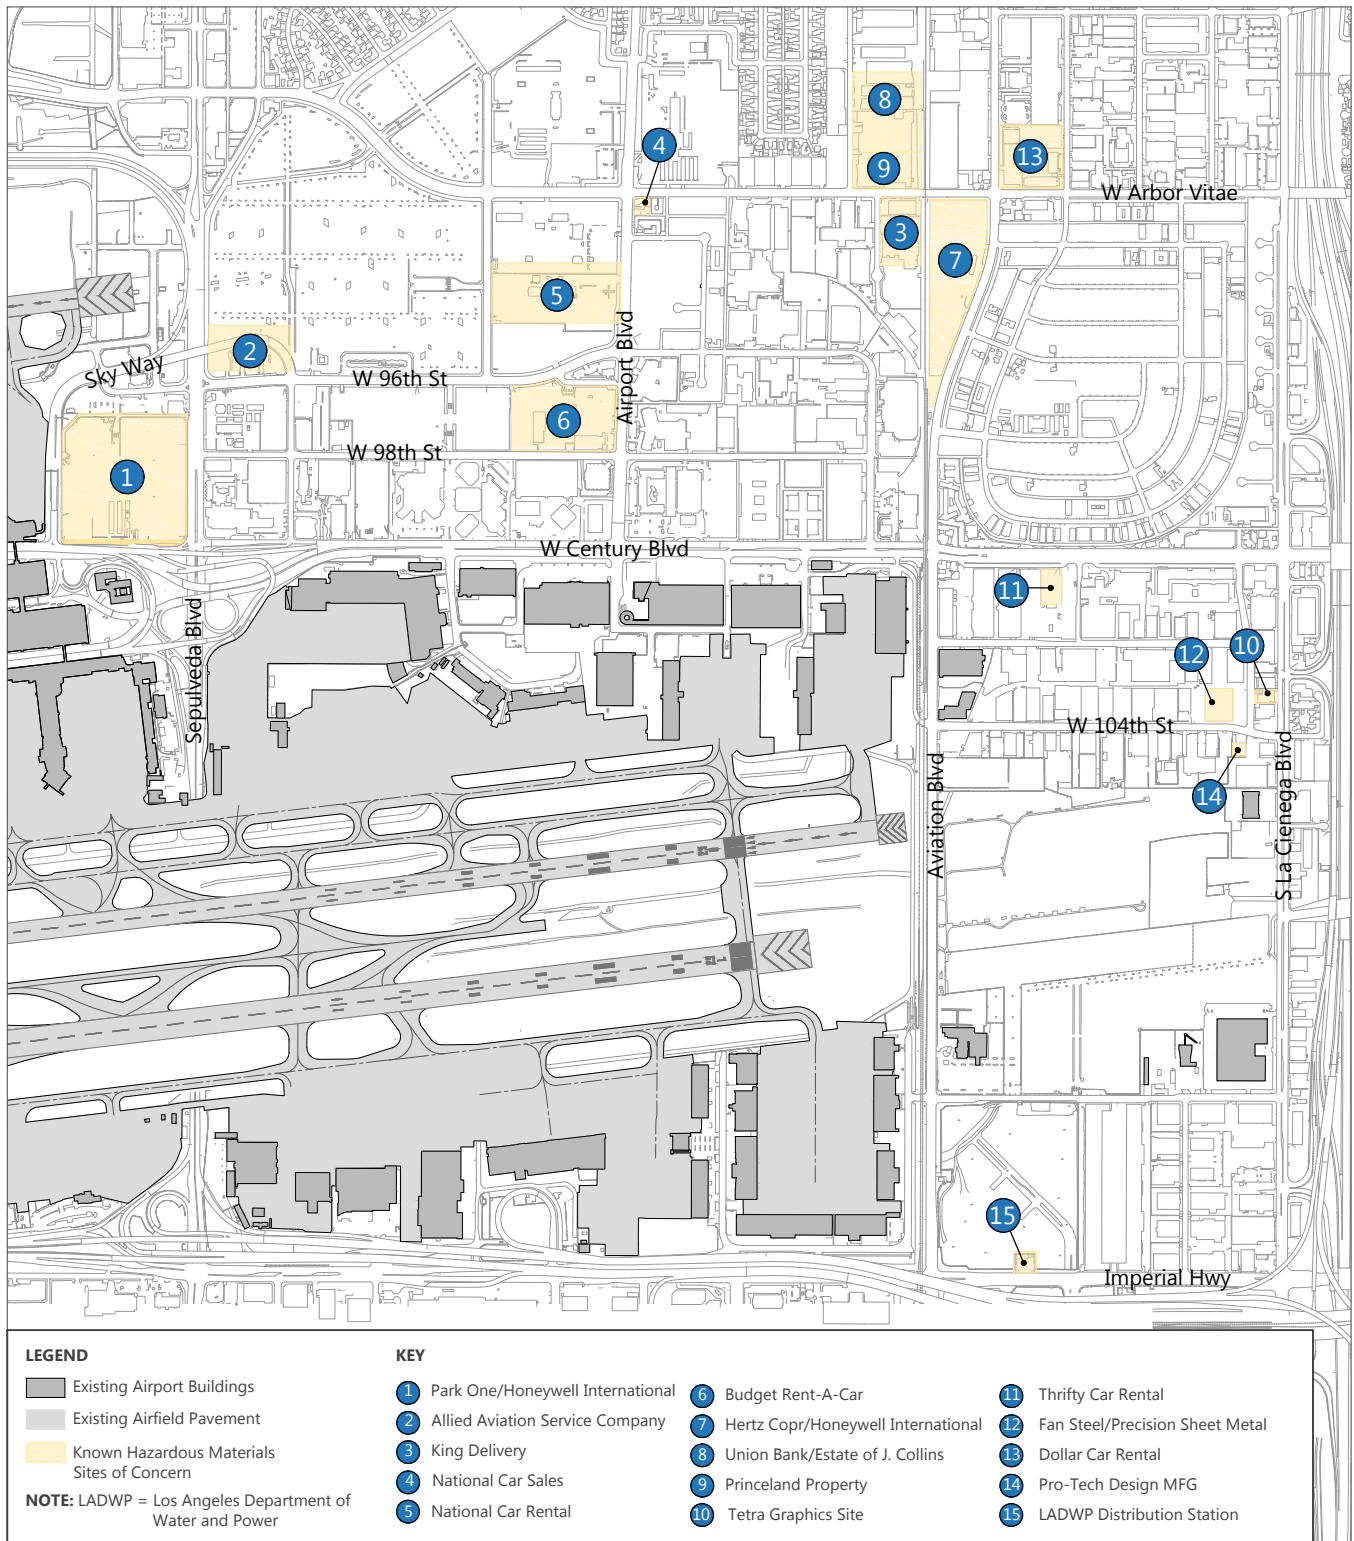 8
4
13
9
W Arbor Vitae
3
7
5
Airport Blvd
2
Sky Way
W 96th St
6
W 98th St
1
W Century Blvd
11
Sepulveda Blvd
12
10
W 104th St
Aviation Blvd
14
S La Cienega Blvd
15
Imperial Hwy
LEGEND
Existing Airport Buildings
Existing Airfield Pavement
Known Hazardous Materials
Sites of Concern
NOTE: LADWP = Los Angeles Department of
Water and Power
KEY
1 Park One/Honeywell International
2 Allied Aviation Service Company
3 King Delivery
4 National Car Sales
5 National Car Rental
6 Budget Rent-A-Car
7 Hertz Copr/Honeywell International
8 Union Bank/Estate of J. Collins
9 Princeland Property
10 Tetra Graphics Site
11 Thrifty Car Rental
12 Fan Steel/Precision Sheet Metal
13 Dollar Car Rental
14 Pro-Tech Design MFG
15 LADWP Distribution Station